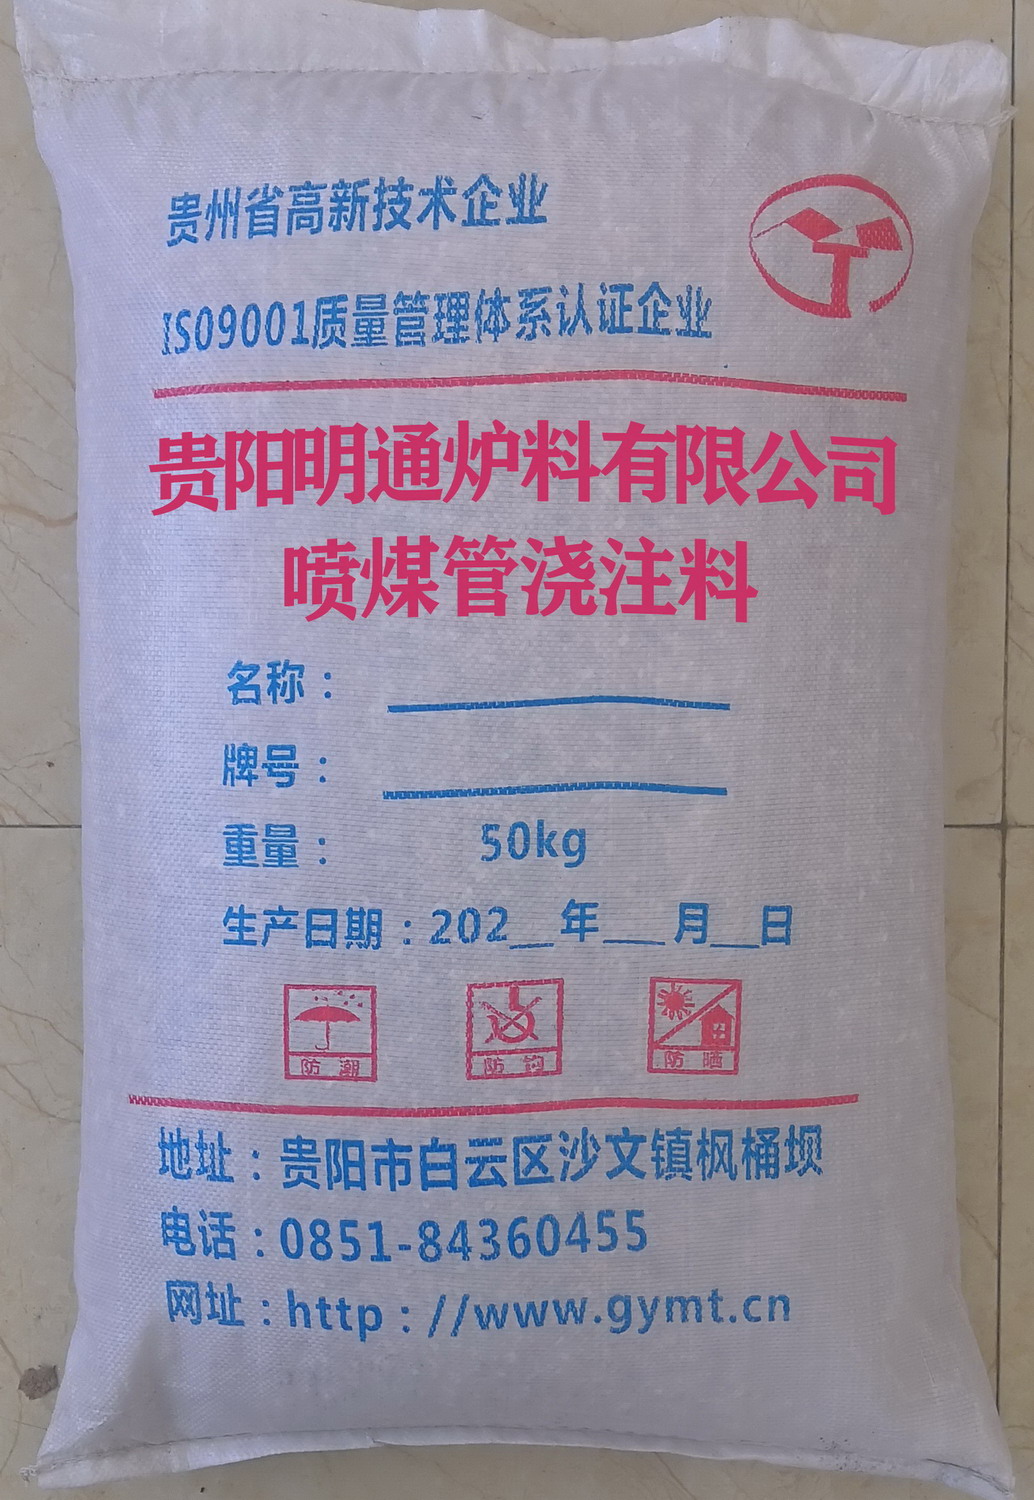 贵州省高新技术企业
ISO9001质量管理体系认证企业
贵阳明通炉料有限公司
喷煤管浇注料
名称：
牌号：
重量： 50kg
生产日期：202__年___月__日
防潮 防钩 防晒
地址：贵阳市白云区沙文镇枫桶坝
电话：0851-84360455
网址：http：//www.gymt.cn